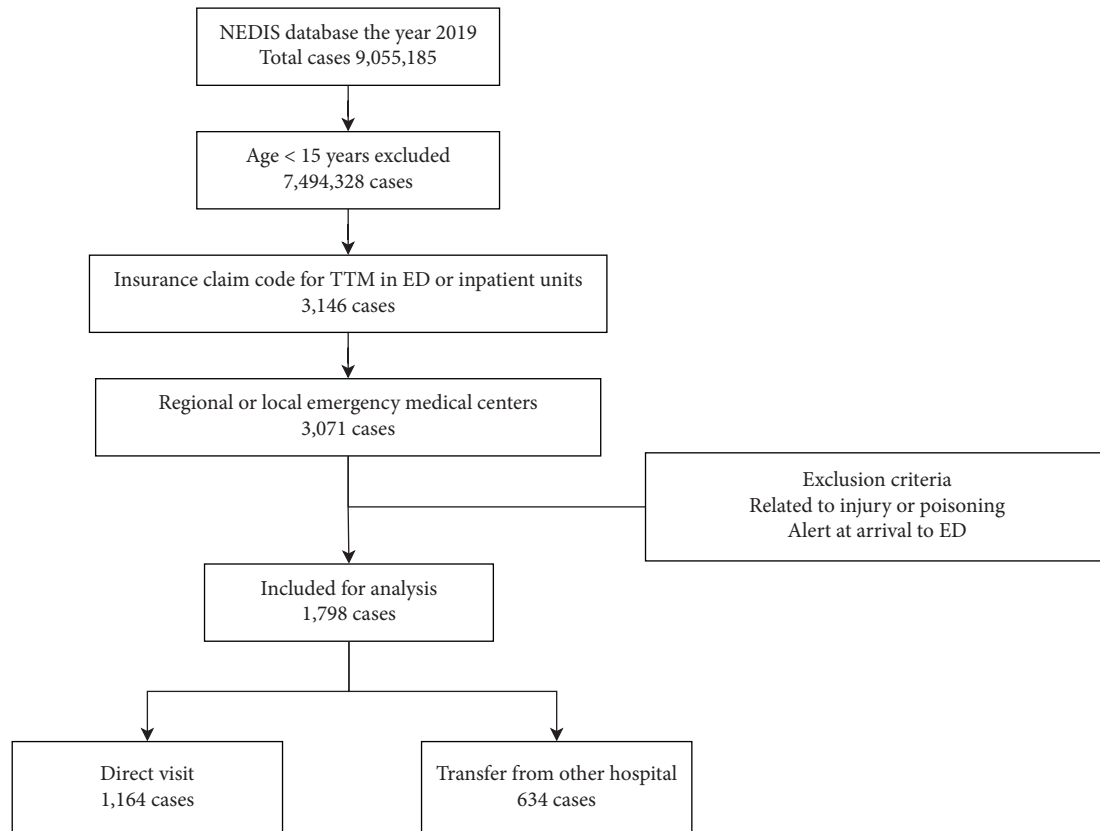 NEDIS database the year 2019
Total cases 9,055,185
Age < 15 years excluded
7,494,328 cases
Insurance claim code for TTM in ED or inpatient units
3,146 cases
Regional or local emergency medical centers
3,071 cases
Exclusion criteria
Related to injury or poisoning
Alert at arrival to ED
Included for analysis
1,798 cases
Direct visit
1,164 cases
Transfer from other hospital
634 cases